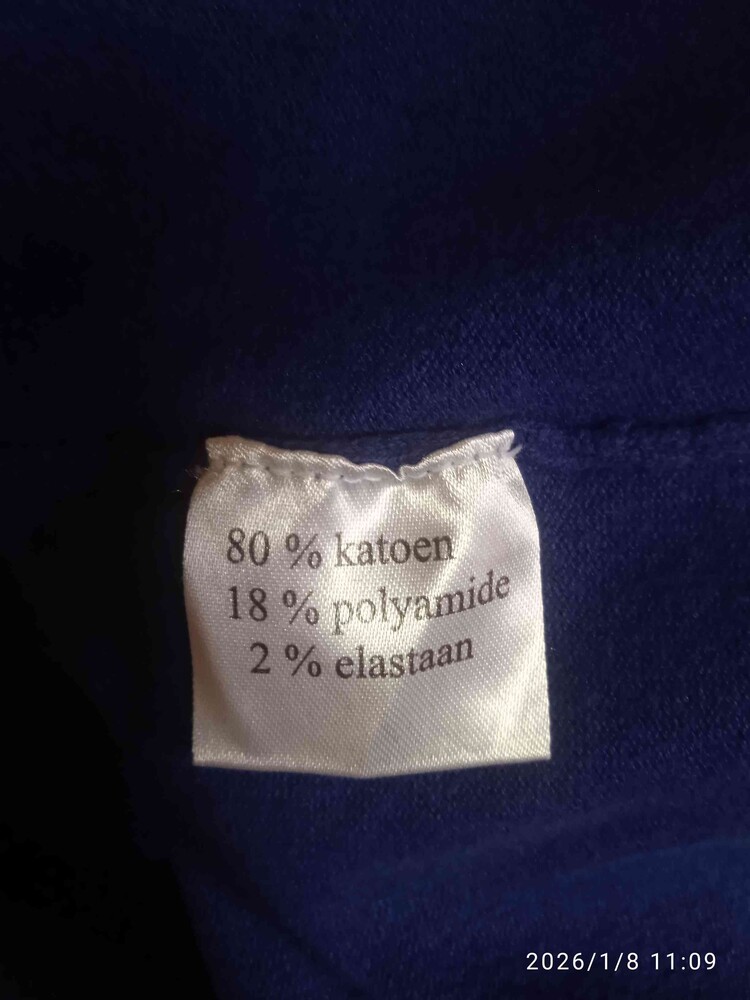 80 % katoen
18 % polyamide
2 % elastaan
2026/1/8 11:09